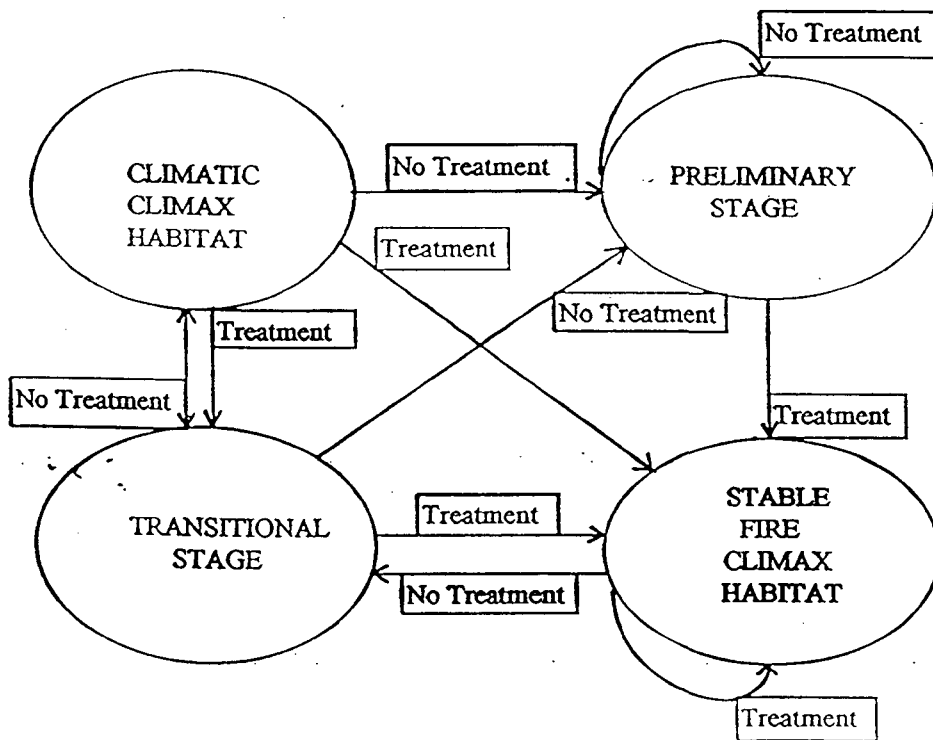 No Treatment
CLIMATIC
CLIMAX
HABITAT
No Treatment
PRELIMINARY
STAGE
Treatment
No Treatment
Treatment
No Treatment
Treatment
TRANSITIONAL
STAGE
Treatment
No Treatment
STABLE
FIRE
CLIMAX
HABITAT
Treatment